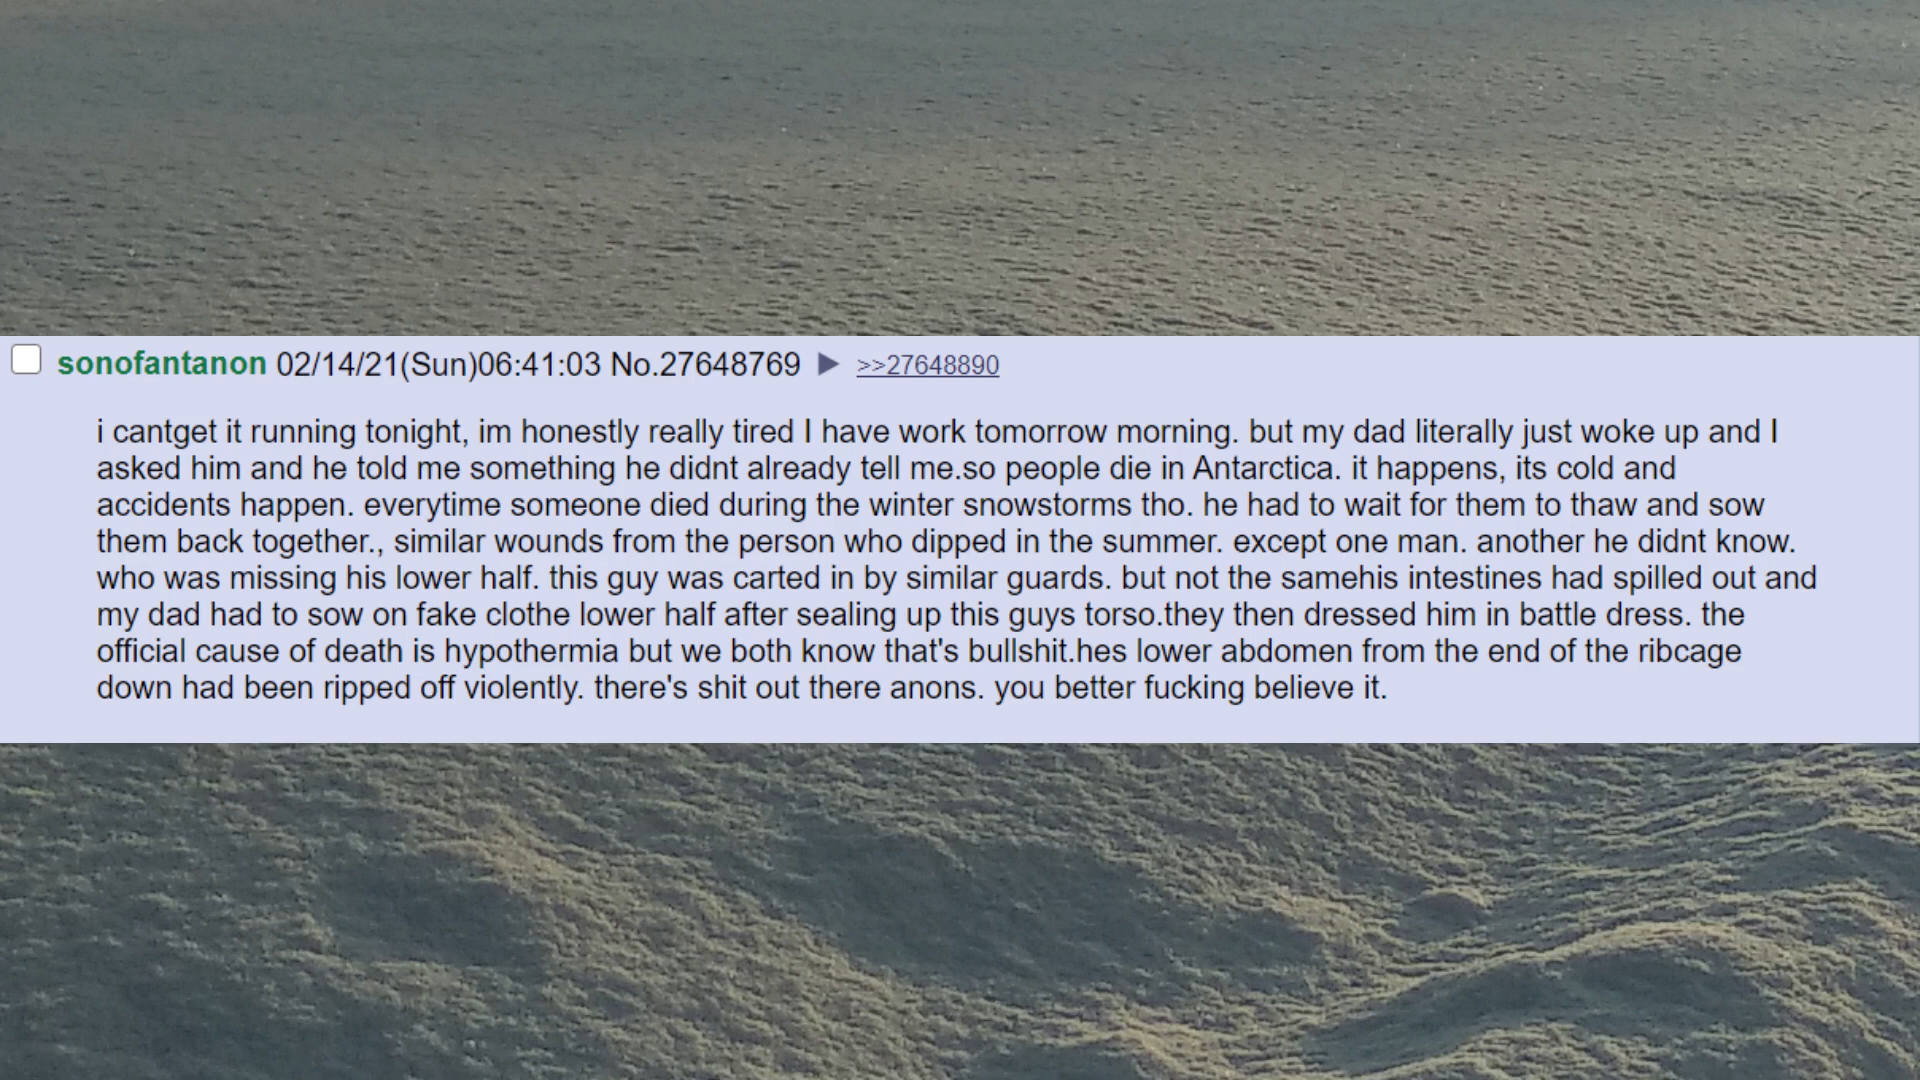 sonofantanon 02/14/21(Sun)06:41:03 No.27648769 ▶ >>27648890
i cantget it running tonight, im honestly really tired I have work tomorrow morning. but my dad literally just woke up and I
asked him and he told me something he didnt already tell me.so people die in Antarctica. it happens, its cold and
accidents happen. everytime someone died during the winter snowstorms tho. he had to wait for them to thaw and sow
them back together., similar wounds from the person who dipped in the summer. except one man. another he didnt know.
who was missing his lower half. this guy was carted in by similar guards. but not the samehis intestines had spilled out and
my dad had to sow on fake clothe lower half after sealing up this guys torso.they then dressed him in battle dress. the
official cause of death is hypothermia but we both know that's bullshit.hes lower abdomen from the end of the ribcage
down had been ripped off violently. there's shit out there anons. you better fucking believe it.